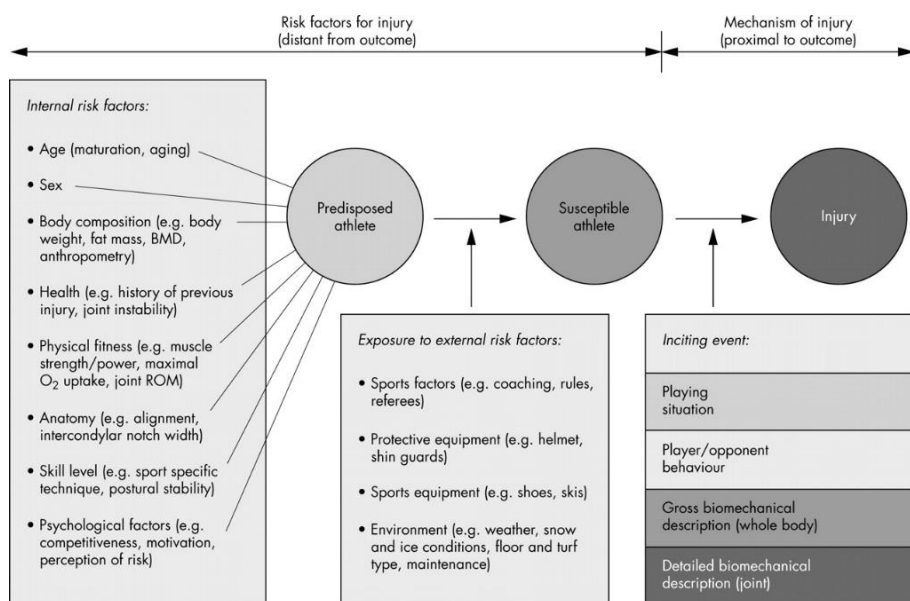 Risk factors for injury
(distant from outcome)
Mechanism of injury
(proximal to outcome)
Internal risk factors:
• Age (maturation, aging)
• Sex
• Body composition (e.g. body
weight, fat mass, BMD,
anthropometry)
• Health (e.g. history of previous
injury, joint instability)
• Physical fitness (e.g. muscle
strength/power, maximal
O2 uptake, joint ROM)
• Anatomy (e.g. alignment,
intercondylar notch width)
• Skill level (e.g. sport specific
technique, postural stability)
• Psychological factors (e.g.
competitiveness, motivation,
perception of risk)
Predisposed
athlete
Susceptible
athlete
Injury
Exposure to external risk factors:
• Sports factors (e.g. coaching, rules,
referees)
• Protective equipment (e.g. helmet,
shin guards)
• Sports equipment (e.g. shoes, skis)
• Environment (e.g. weather, snow
and ice conditions, floor and turf
type, maintenance)
Inciting event:
Playing
situation
Player/opponent
behaviour
Gross biomechanical
description (whole body)
Detailed biomechanical
description (joint)